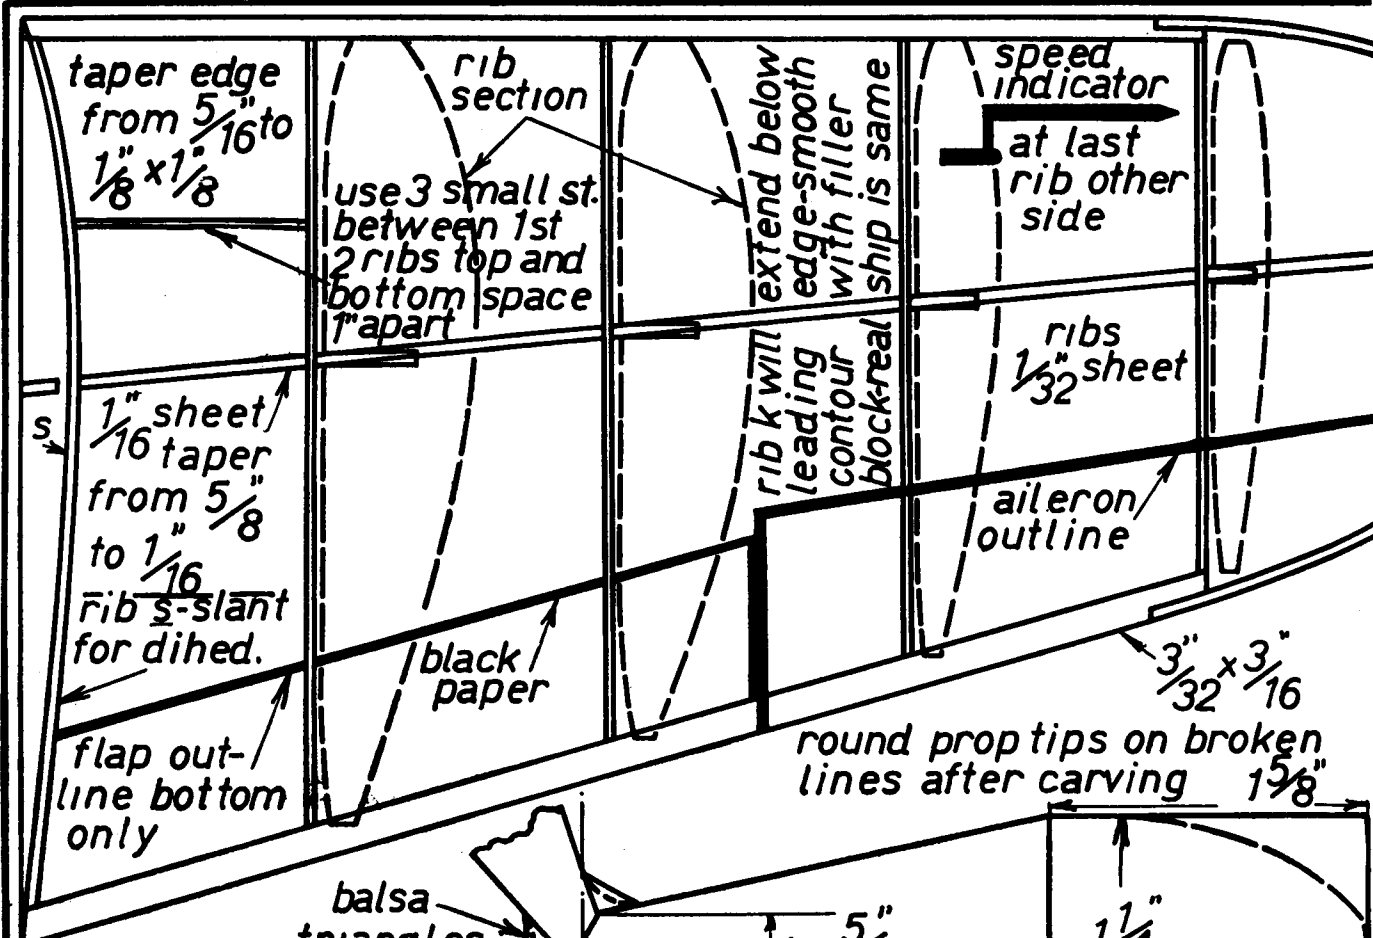 taper edge
from 5/16" to
1/8" x 1/8"
rib
section
use 3 small st.
between 1st
2 ribs top and
bottom space
1" apart
rib k will extend below
leading edge-smooth
contour with filler
block-real ship is same
speed
indicator
at last
rib other
side
ribs
1/32" sheet
s
1/16" sheet
taper
from 5/8"
to 1/16"
rib s-slant
for dihed.
aileron
outline
black
paper
flap out-
line bottom
only
3/32" x 3/16"
round prop tips on broken
lines after carving
1 5/8"
balsa
triangles